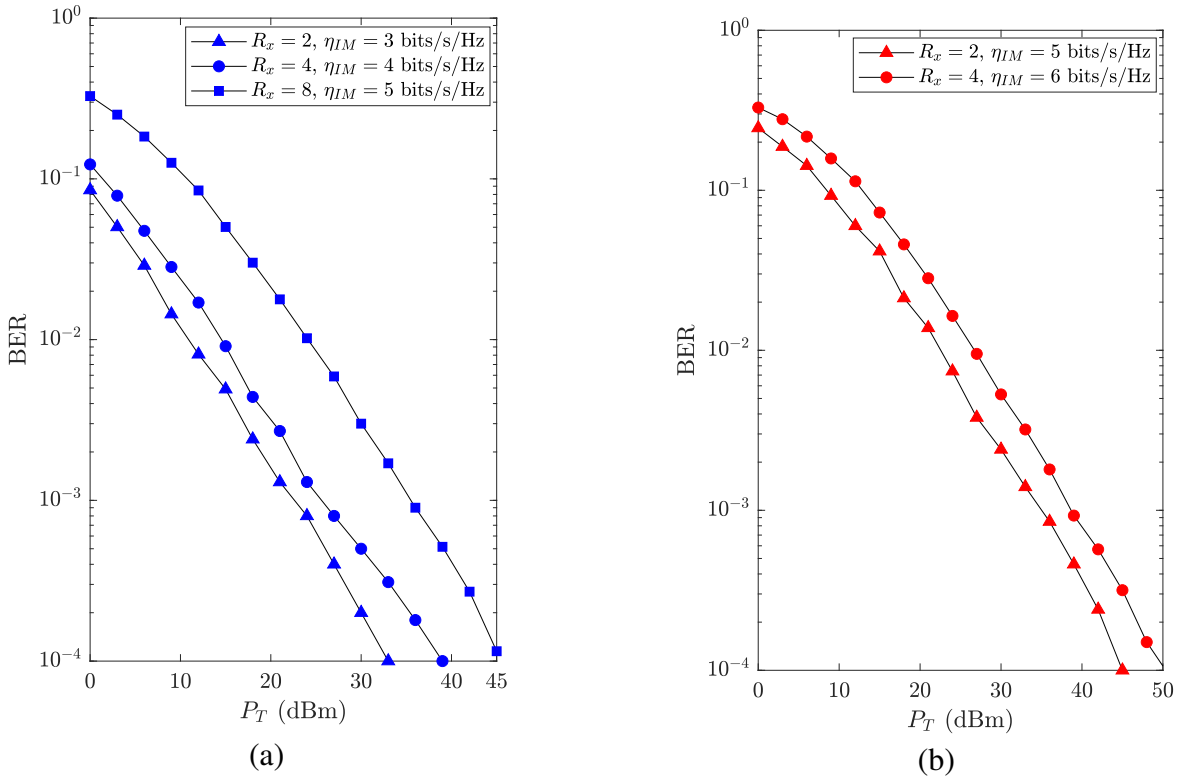 10^0
10^-1
10^-2
10^-3
10^-4
BER
0
10
20
30
40
45
P_T (dBm)
R_x = 2, η_IM = 3 bits/s/Hz
R_x = 4, η_IM = 4 bits/s/Hz
R_x = 8, η_IM = 5 bits/s/Hz
(a)
10^0
10^-1
10^-2
10^-3
10^-4
BER
0
10
20
30
40
50
P_T (dBm)
R_x = 2, η_IM = 5 bits/s/Hz
R_x = 4, η_IM = 6 bits/s/Hz
(b)